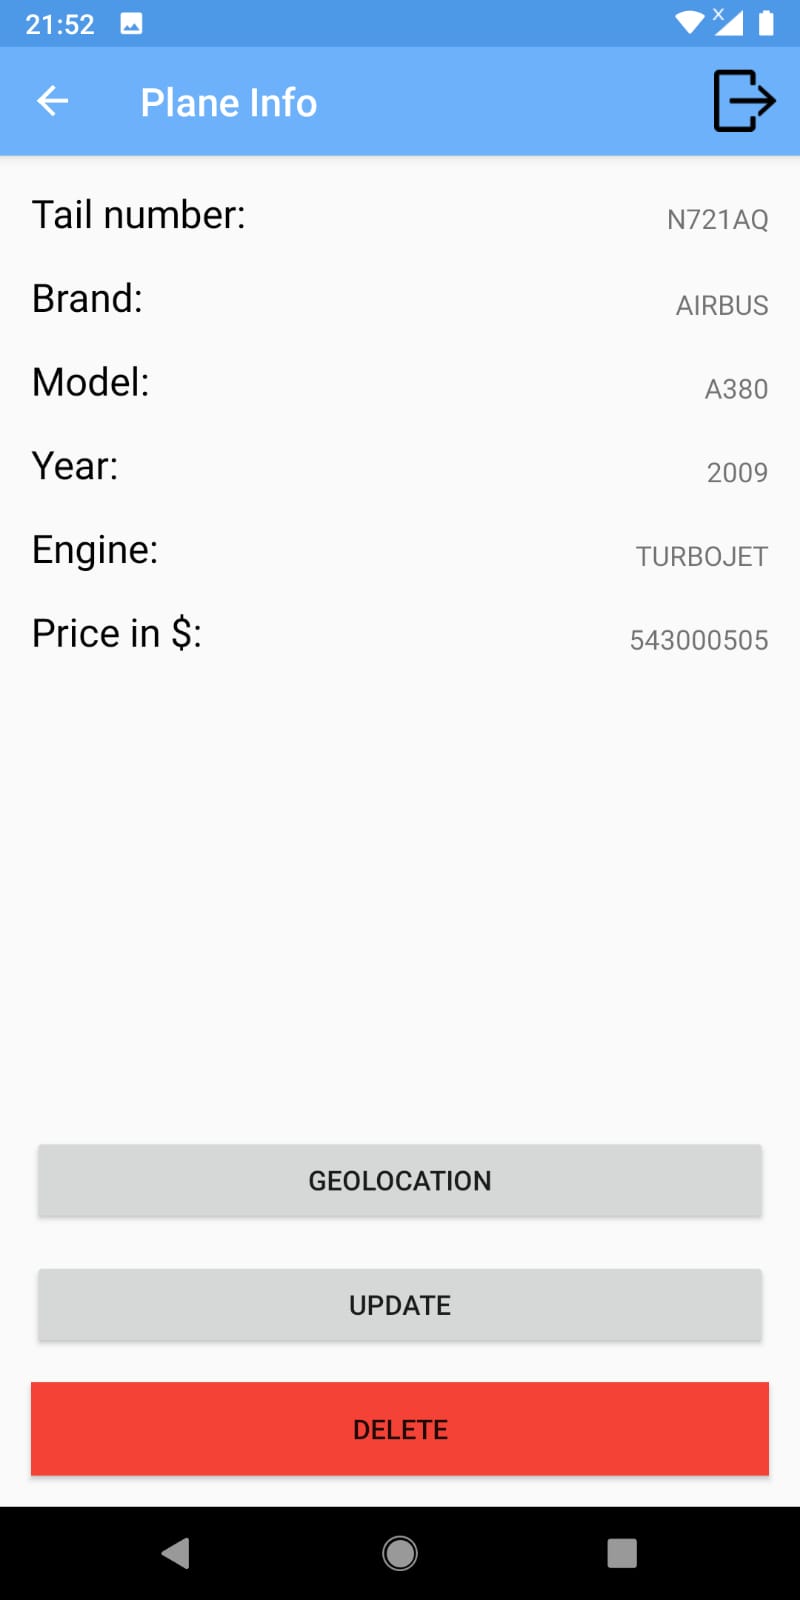 21:52
Plane Info
Tail number: N721AQ
Brand: AIRBUS
Model: A380
Year: 2009
Engine: TURBOJET
Price in $: 543000505
GEOLOCATION
UPDATE
DELETE